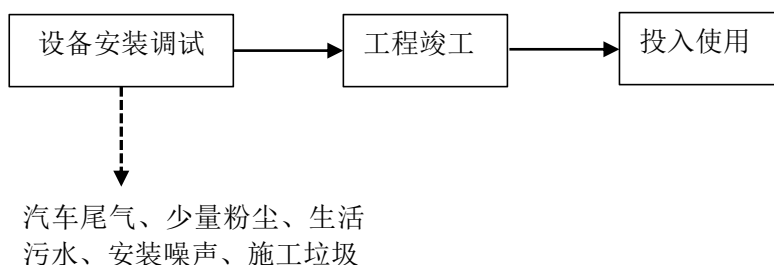 设备安装调试
工程竣工
投入使用
汽车尾气、少量粉尘、生活
污水、安装噪声、施工垃圾